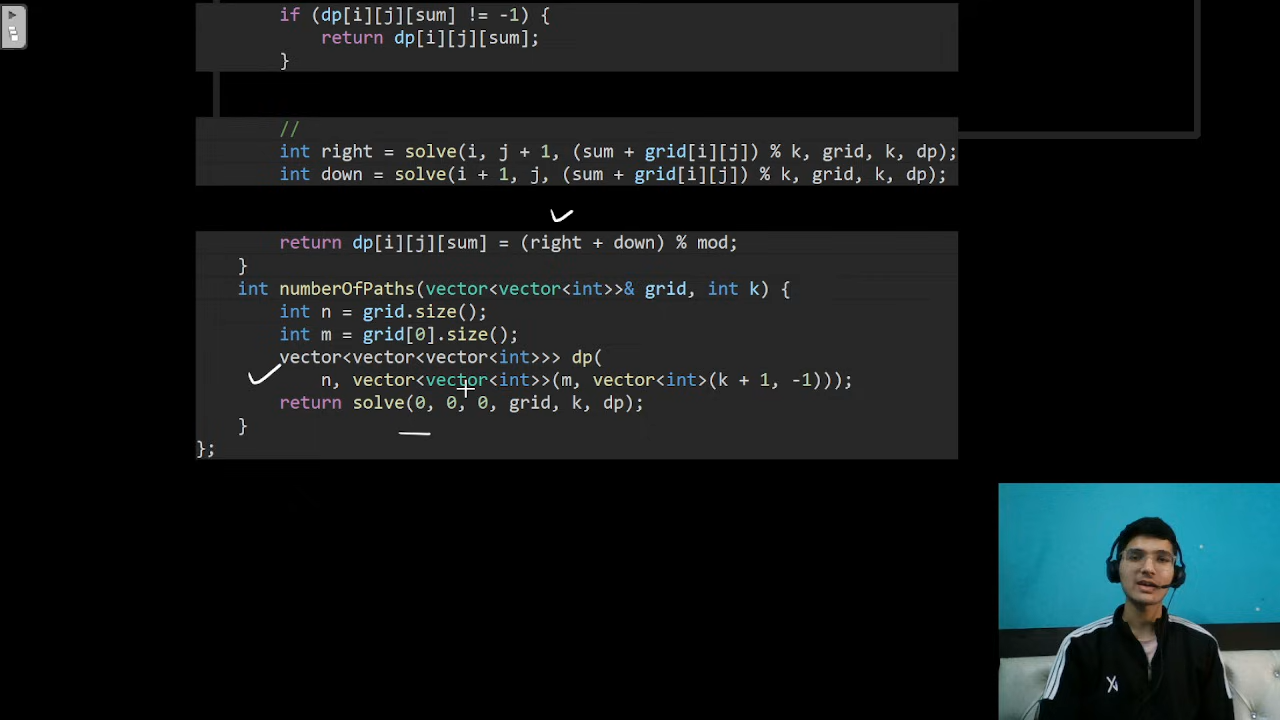 if (dp[i][j][sum] != -1) {
return dp[i][j][sum];
}
//
int right = solve(i, j + 1, (sum + grid[i][j]) % k, grid, k, dp);
int down = solve(i + 1, j, (sum + grid[i][j]) % k, grid, k, dp);
return dp[i][j][sum] = (right + down) % mod;
}
int numberOfPaths(vector<vector<int>>& grid, int k) {
int n = grid.size();
int m = grid[0].size();
vector<vector<vector<int>>> dp(
n, vector<vector<int>>(m, vector<int>(k + 1, -1)));
return solve(0, 0, 0, grid, k, dp);
}
};